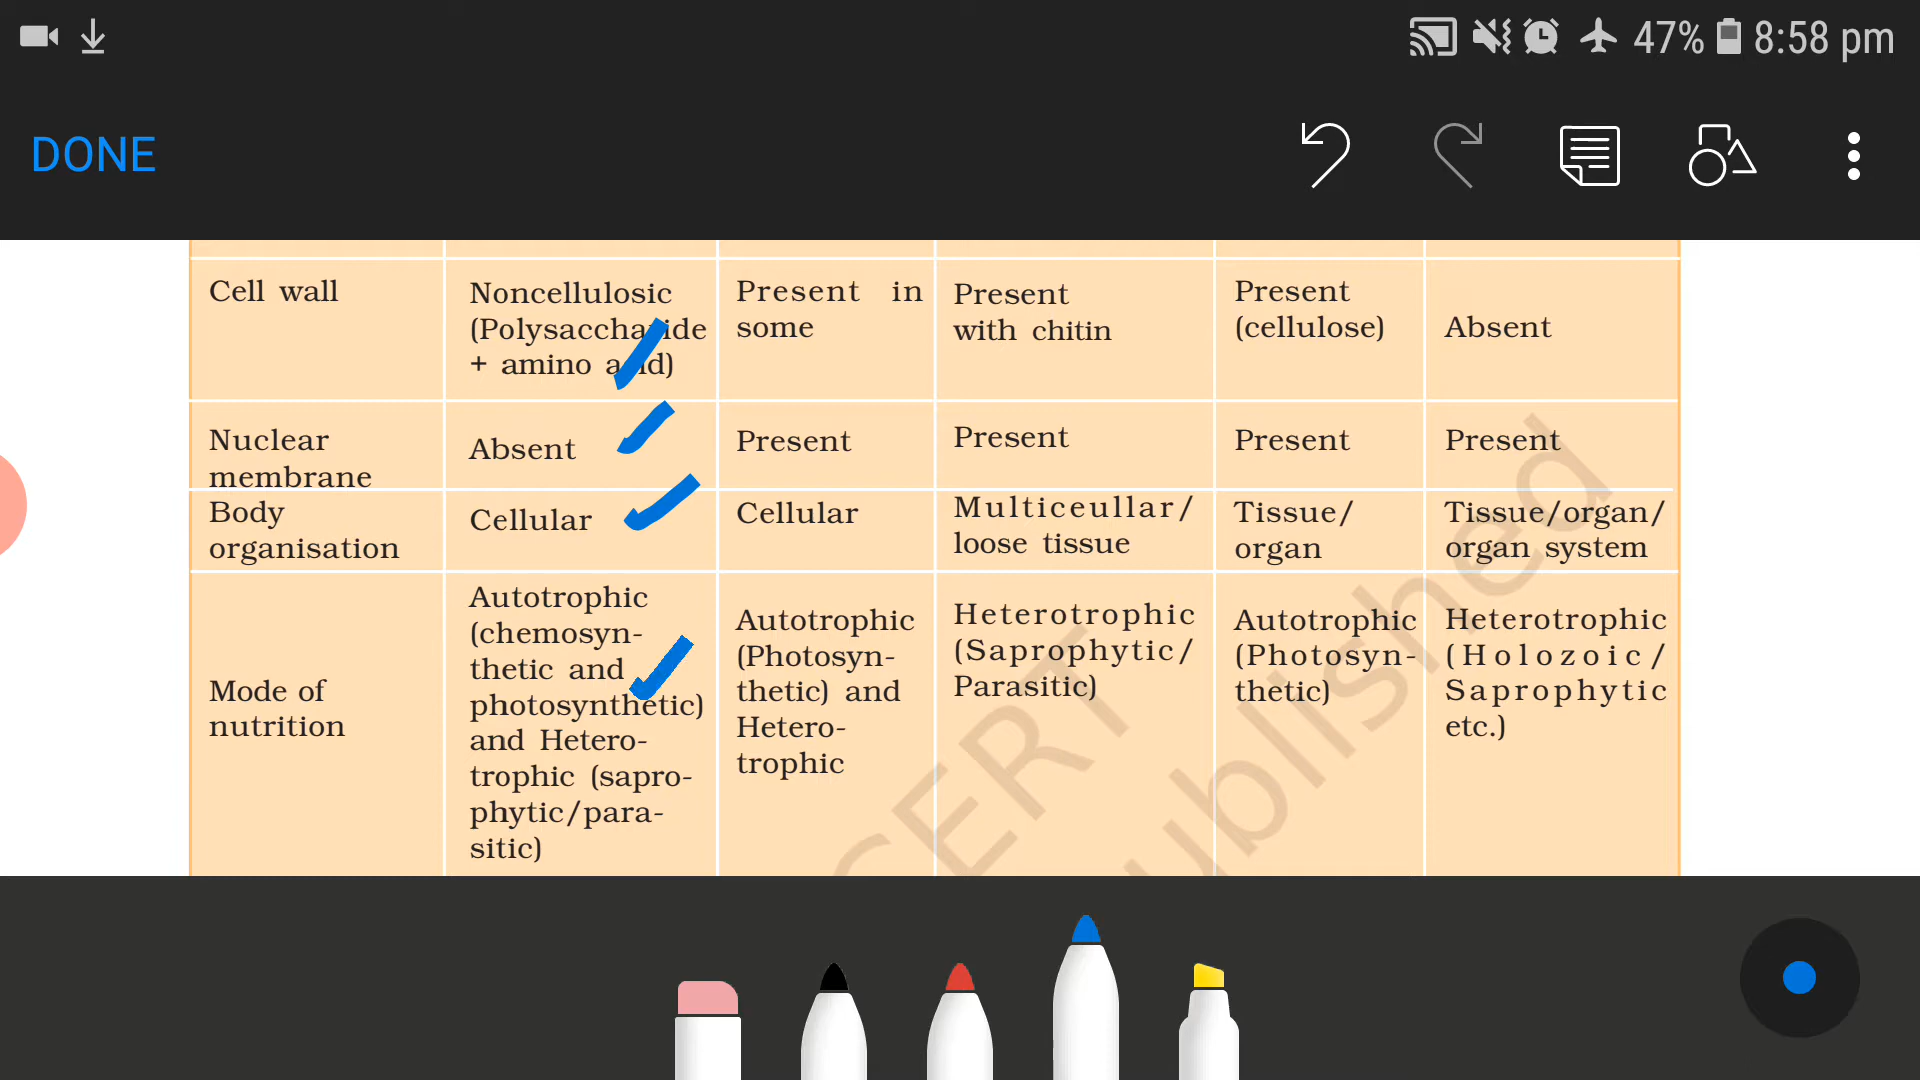 47% 8:58 pm
DONE
Cell wall
Noncellulosic
(Polysaccharide
+ amino acid)
Present in
some
Present
with chitin
Present
(cellulose)
Absent
Nuclear
membrane
Absent
Present
Present
Present
Present
Body
organisation
Cellular
Cellular
Multiceullar/
loose tissue
Tissue/
organ
Tissue/organ/
organ system
Mode of
nutrition
Autotrophic
(chemosyn-
thetic and
photosynthetic)
and Hetero-
trophic (sapro-
phytic/para-
sitic)
Autotrophic
(Photosyn-
thetic) and
Hetero-
trophic
Heterotrophic
(Saprophytic/
Parasitic)
Autotrophic
(Photosyn-
thetic)
Heterotrophic
(Holozoic/
Saprophytic
etc.)
CERT
ublished